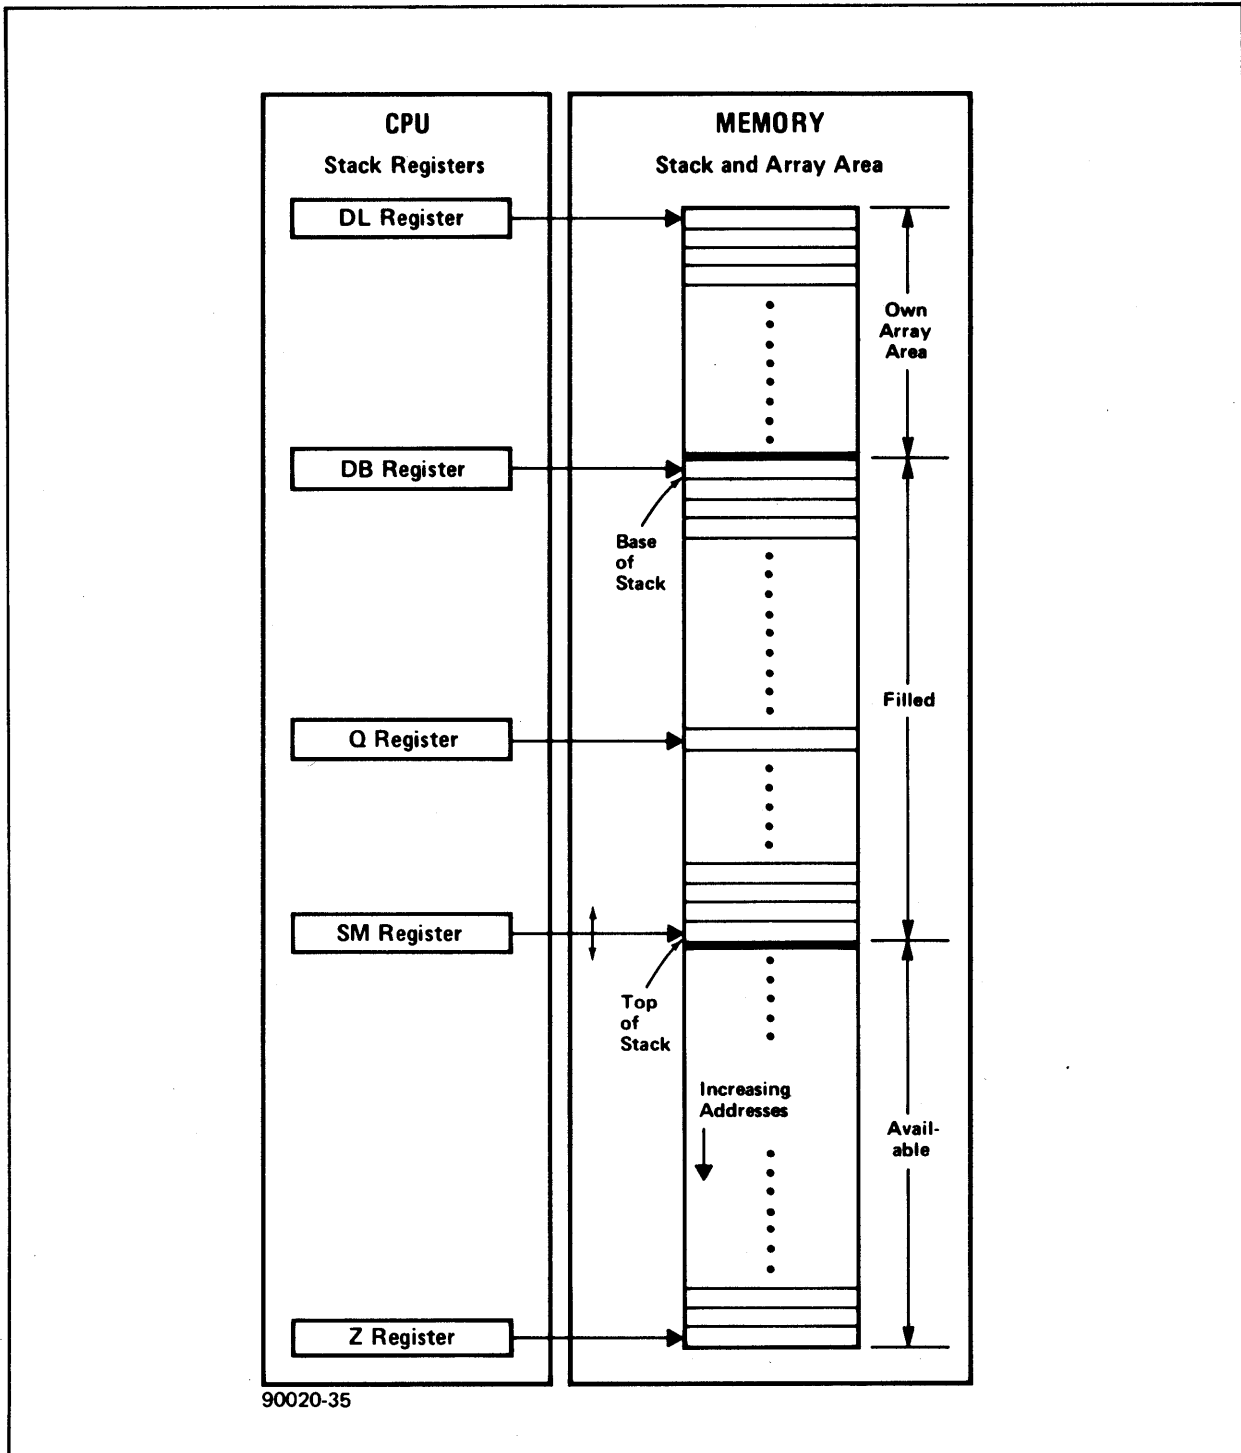 CPU
Stack Registers
MEMORY
Stack and Array Area
DL Register
Own
Array
Area
DB Register
Base
of
Stack
Filled
Q Register
SM Register
Top
of
Stack
Increasing
Addresses
Avail-
able
Z Register
90020-35